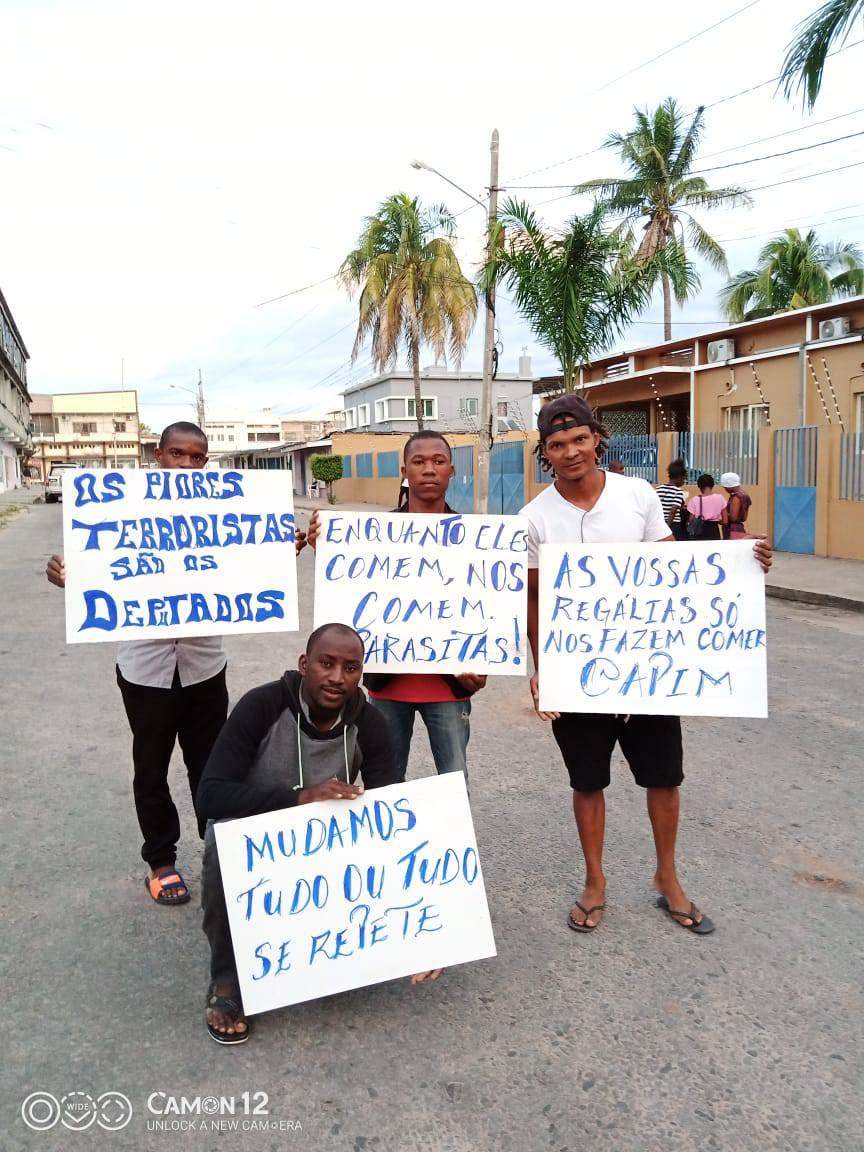 OS PIORES
TERRORISTAS
SÃO OS
DEPUTADOS
ENQUANTO ELES
COMEM, NOS
COMEM.
PARASITAS!
AS VOSSAS
REGÁLIAS SÓ
NOS FAZEM COMER
CAPIM
MUDAMOS
TUDO OU TUDO
SE REPETE
WIDE
CAMON 12
UNLOCK A NEW CAMERA